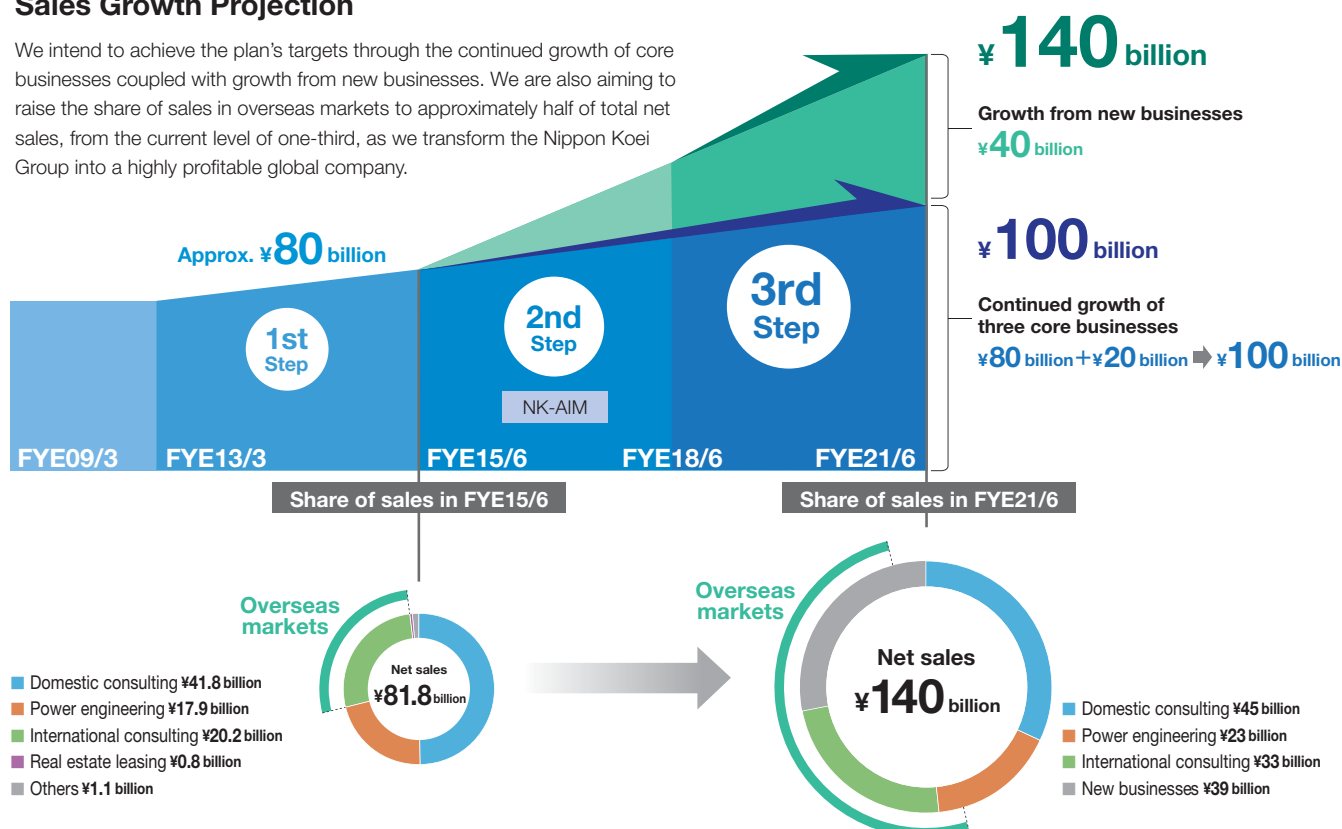 Sales Growth Projection
We intend to achieve the plan's targets through the continued growth of core
businesses coupled with growth from new businesses. We are also aiming to
raise the share of sales in overseas markets to approximately half of total net
sales, from the current level of one-third, as we transform the Nippon Koei
Group into a highly profitable global company.
¥140 billion
Growth from new businesses
¥40 billion
Approx. ¥80 billion
¥100 billion
Continued growth of
three core businesses
¥80 billion+¥20 billion ➡ ¥100 billion
1st
Step
2nd
Step
3rd
Step
NK-AIM
FYE09/3
FYE13/3
FYE15/6
FYE18/6
FYE21/6
Share of sales in FYE15/6
Share of sales in FYE21/6
Overseas
markets
Net sales
¥81.8 billion
Domestic consulting ¥41.8 billion
Power engineering ¥17.9 billion
International consulting ¥20.2 billion
Real estate leasing ¥0.8 billion
Others ¥1.1 billion
Overseas
markets
Net sales
¥140 billion
Domestic consulting ¥45 billion
Power engineering ¥23 billion
International consulting ¥33 billion
New businesses ¥39 billion